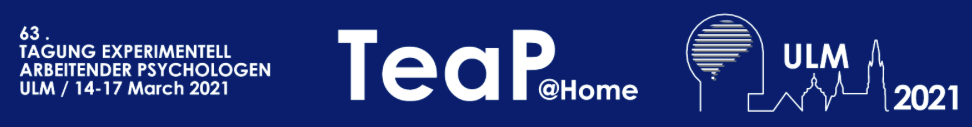 63 .
TAGUNG EXPERIMENTELL
ARBEITENDER PSYCHOLOGEN
ULM / 14-17 March 2021
TeaP
@Home
ULM
2021